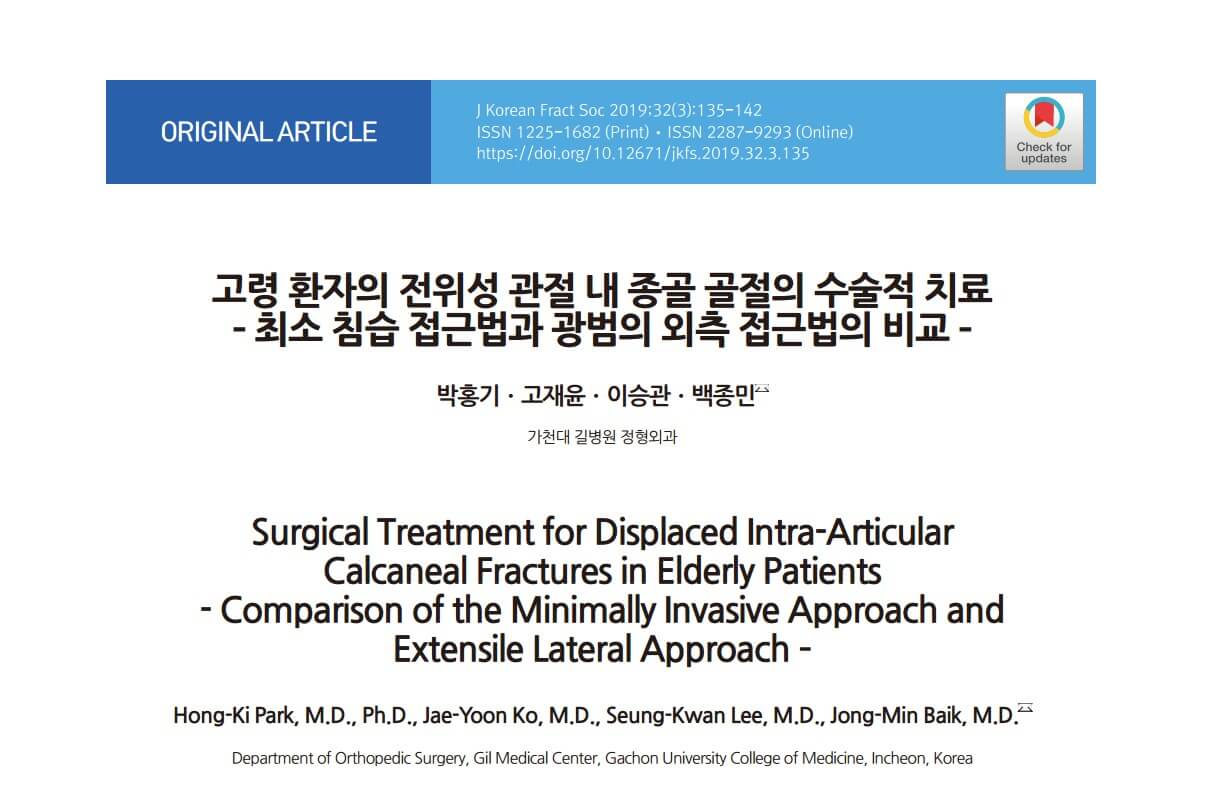 ORIGINAL ARTICLE
J Korean Fract Soc 2019;32(3):135-142
ISSN 1225-1682 (Print) • ISSN 2287-9293 (Online)
https://doi.org/10.12671/jkfs.2019.32.3.135
Check for
updates
고령 환자의 전위성 관절 내 종골 골절의 수술적 치료
- 최소 침습 접근법과 광범의 외측 접근법의 비교 -
박홍기 • 고재윤 • 이승관 • 백종민
가천대 길병원 정형외과
Surgical Treatment for Displaced Intra-Articular
Calcaneal Fractures in Elderly Patients
- Comparison of the Minimally Invasive Approach and
Extensile Lateral Approach -
Hong-Ki Park, M.D., Ph.D., Jae-Yoon Ko, M.D., Seung-Kwan Lee, M.D., Jong-Min Baik, M.D.
Department of Orthopedic Surgery, Gil Medical Center, Gachon University College of Medicine, Incheon, Korea